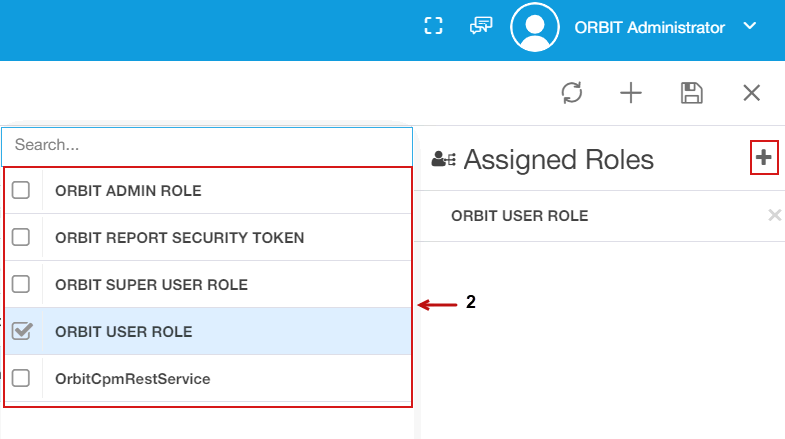 ORBIT Administrator
Search...
Assigned Roles
ORBIT ADMIN ROLE
ORBIT USER ROLE
ORBIT REPORT SECURITY TOKEN
ORBIT SUPER USER ROLE
2
ORBIT USER ROLE
OrbitCpmRestService